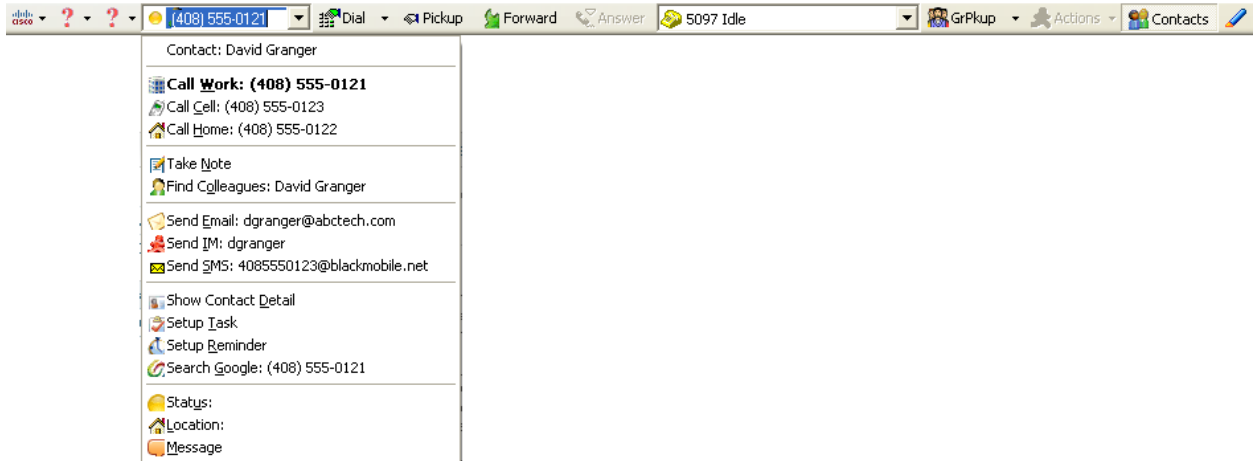 cisco ? ? (408) 555-0121 Dial Pickup Forward Answer 5097 Idle GrPkup Actions Contacts
Contact: David Granger
Call Work: (408) 555-0121
Call Cell: (408) 555-0123
Call Home: (408) 555-0122
Take Note
Find Colleagues: David Granger
Send Email: dgranger@abctech.com
Send IM: dgranger
Send SMS: 4085550123@blackmobile.net
Show Contact Detail
Setup Task
Setup Reminder
Search Google: (408) 555-0121
Status:
Location:
Message